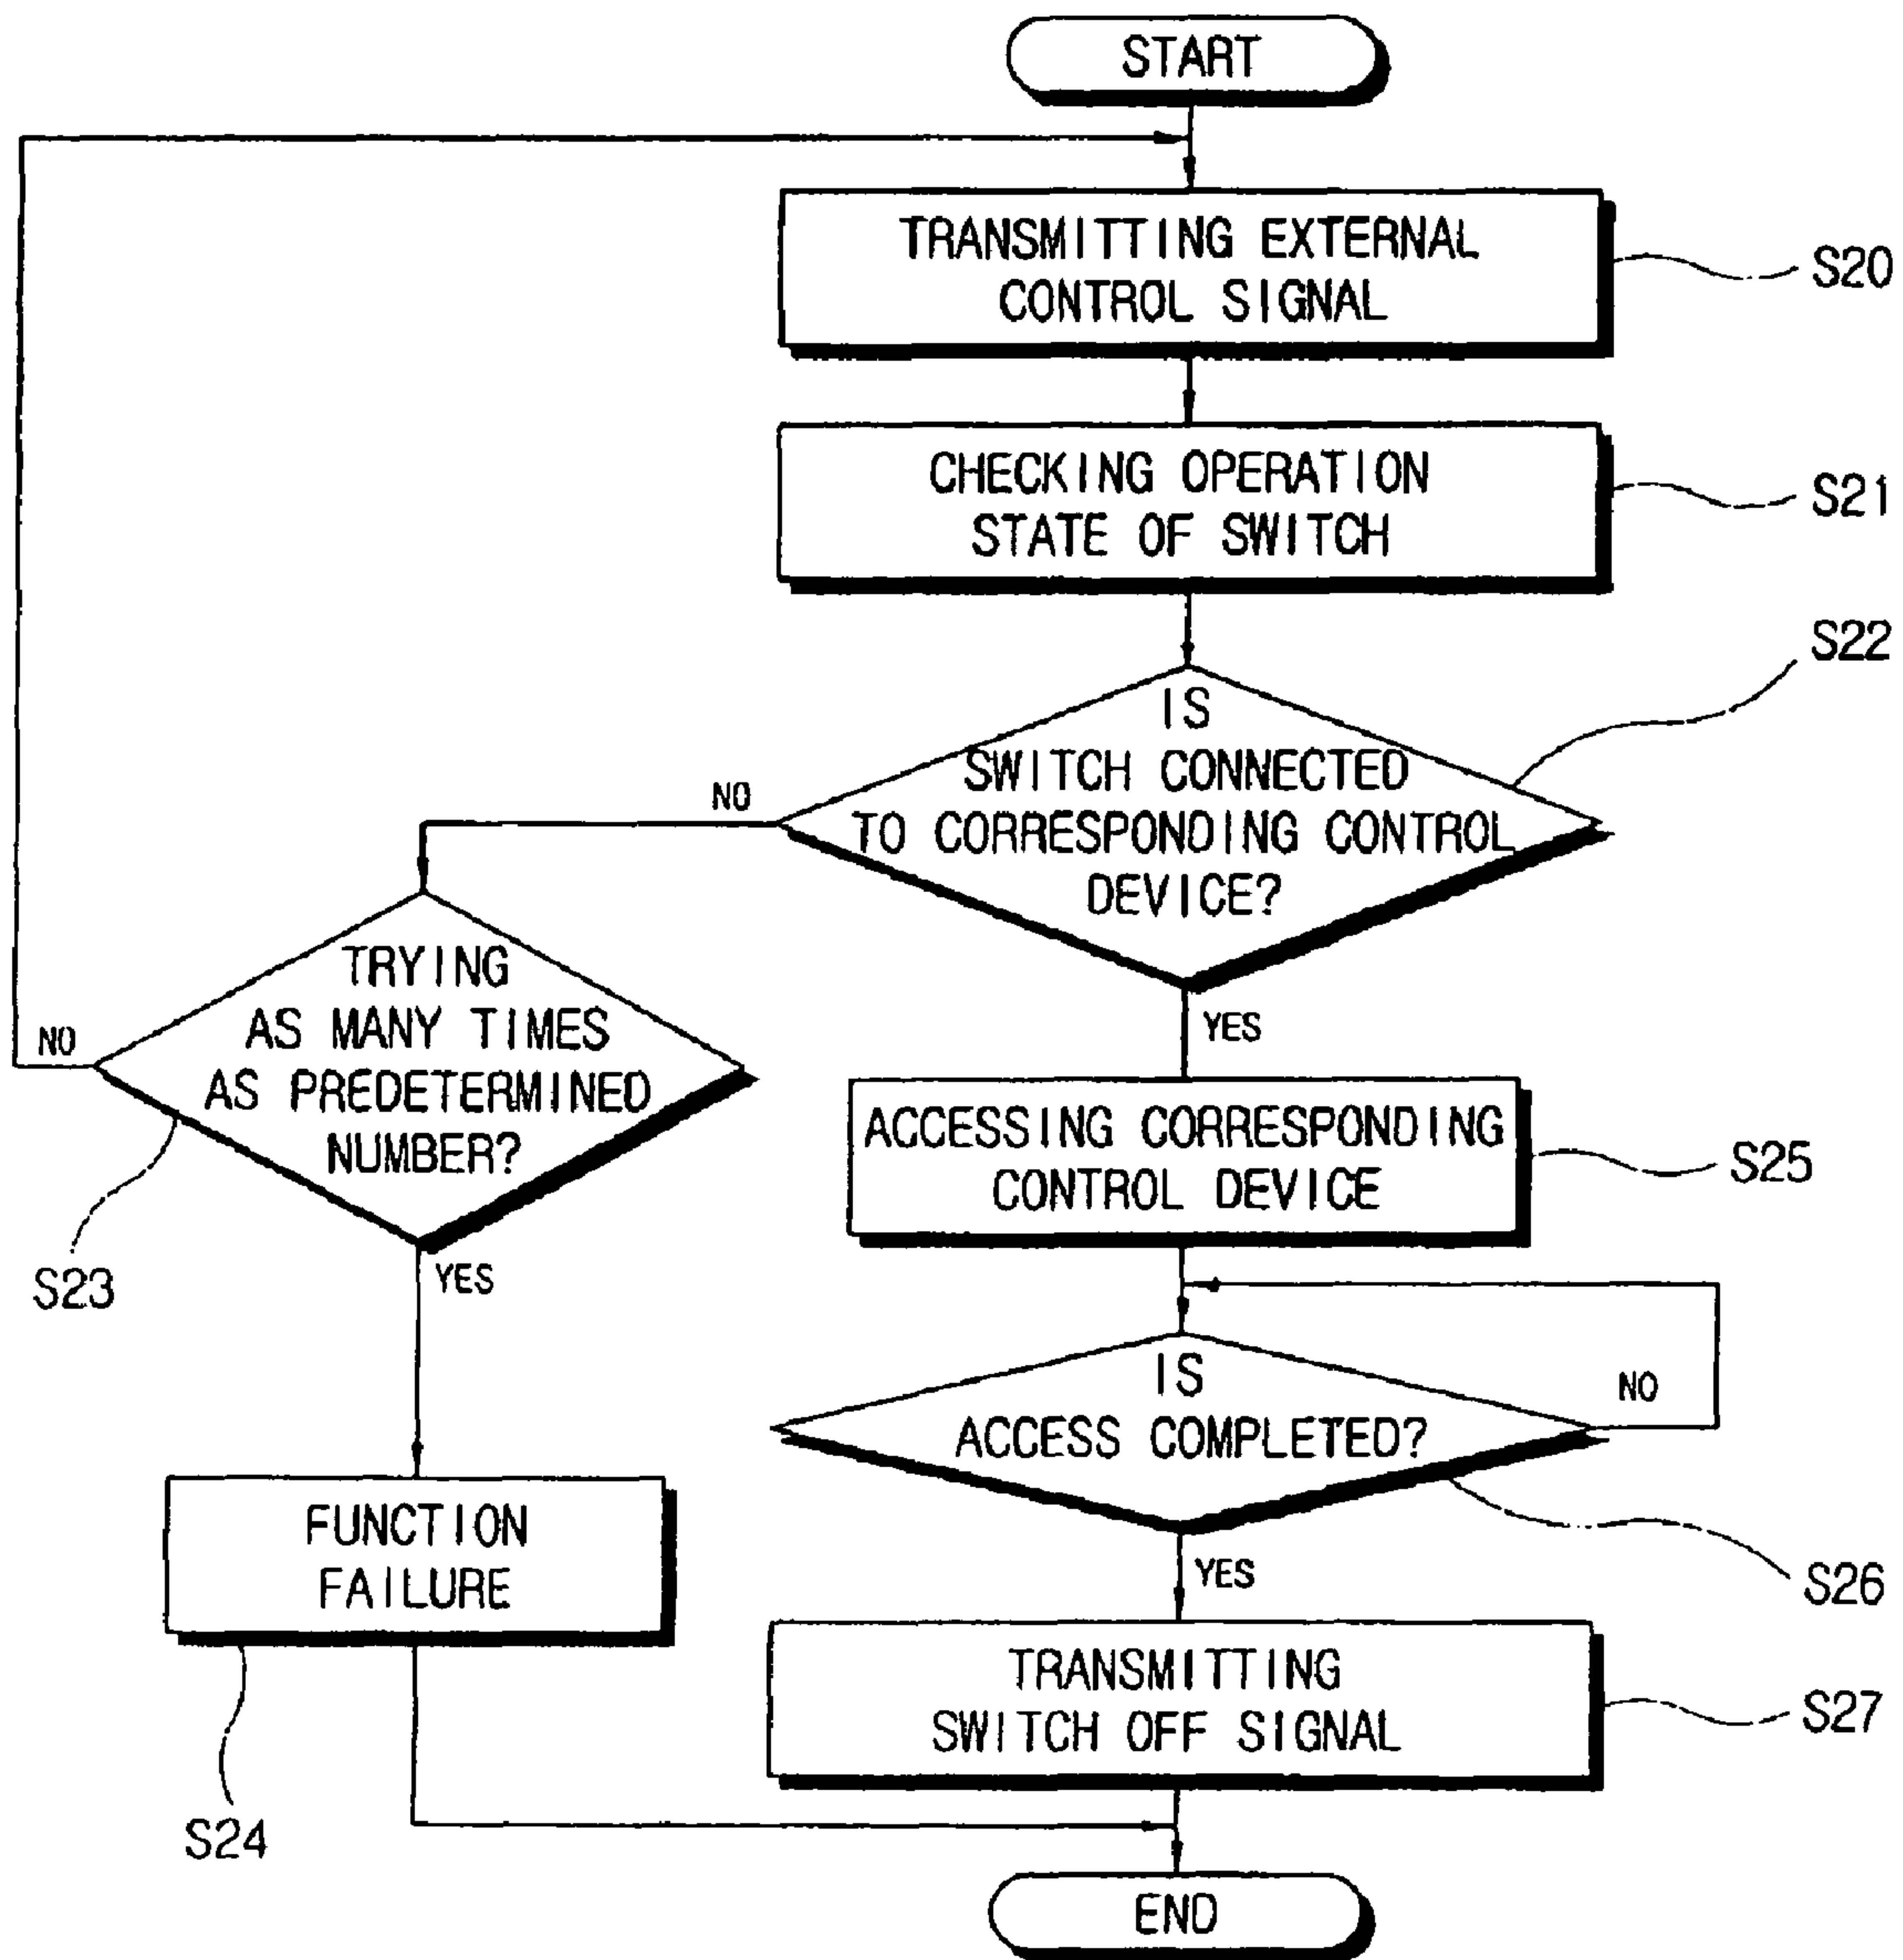 START
TRANSMITTING EXTERNAL
CONTROL SIGNAL
S20
CHECKING OPERATION
STATE OF SWITCH
S21
S22
IS
SWITCH CONNECTED
TO CORRESPONDING CONTROL
DEVICE?
NO
YES
TRYING
AS MANY TIMES
AS PREDETERMINED
NUMBER?
NO
S23
YES
ACCESSING CORRESPONDING
CONTROL DEVICE
S25
IS
ACCESS COMPLETED?
NO
S26
YES
FUNCTION
FAILURE
S24
TRANSMITTING
SWITCH OFF SIGNAL
S27
END